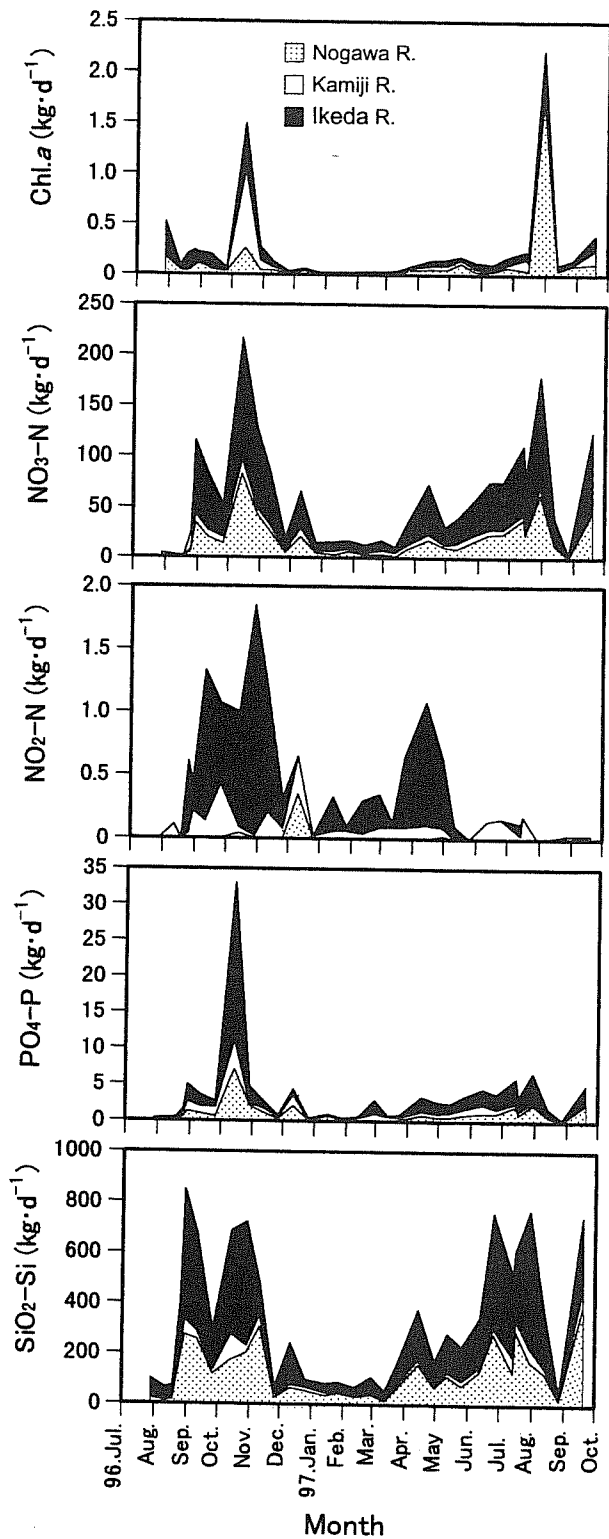 2.5
2.0
1.5
1.0
0.5
0
Chl.a (kg·d⁻¹)
Nogawa R.
Kamiji R.
Ikeda R.
250
200
150
100
50
0
NO₃-N (kg·d⁻¹)
2.0
1.5
1.0
0.5
0
NO₂-N (kg·d⁻¹)
35
30
25
20
15
10
5
0
PO₄-P (kg·d⁻¹)
1000
800
600
400
200
0
SiO₂-Si (kg·d⁻¹)
96.Jul.
Aug.
Sep.
Oct.
Nov.
Dec.
97.Jan.
Feb.
Mar.
Apr.
May
Jun.
Jul.
Aug.
Sep.
Oct.
Month